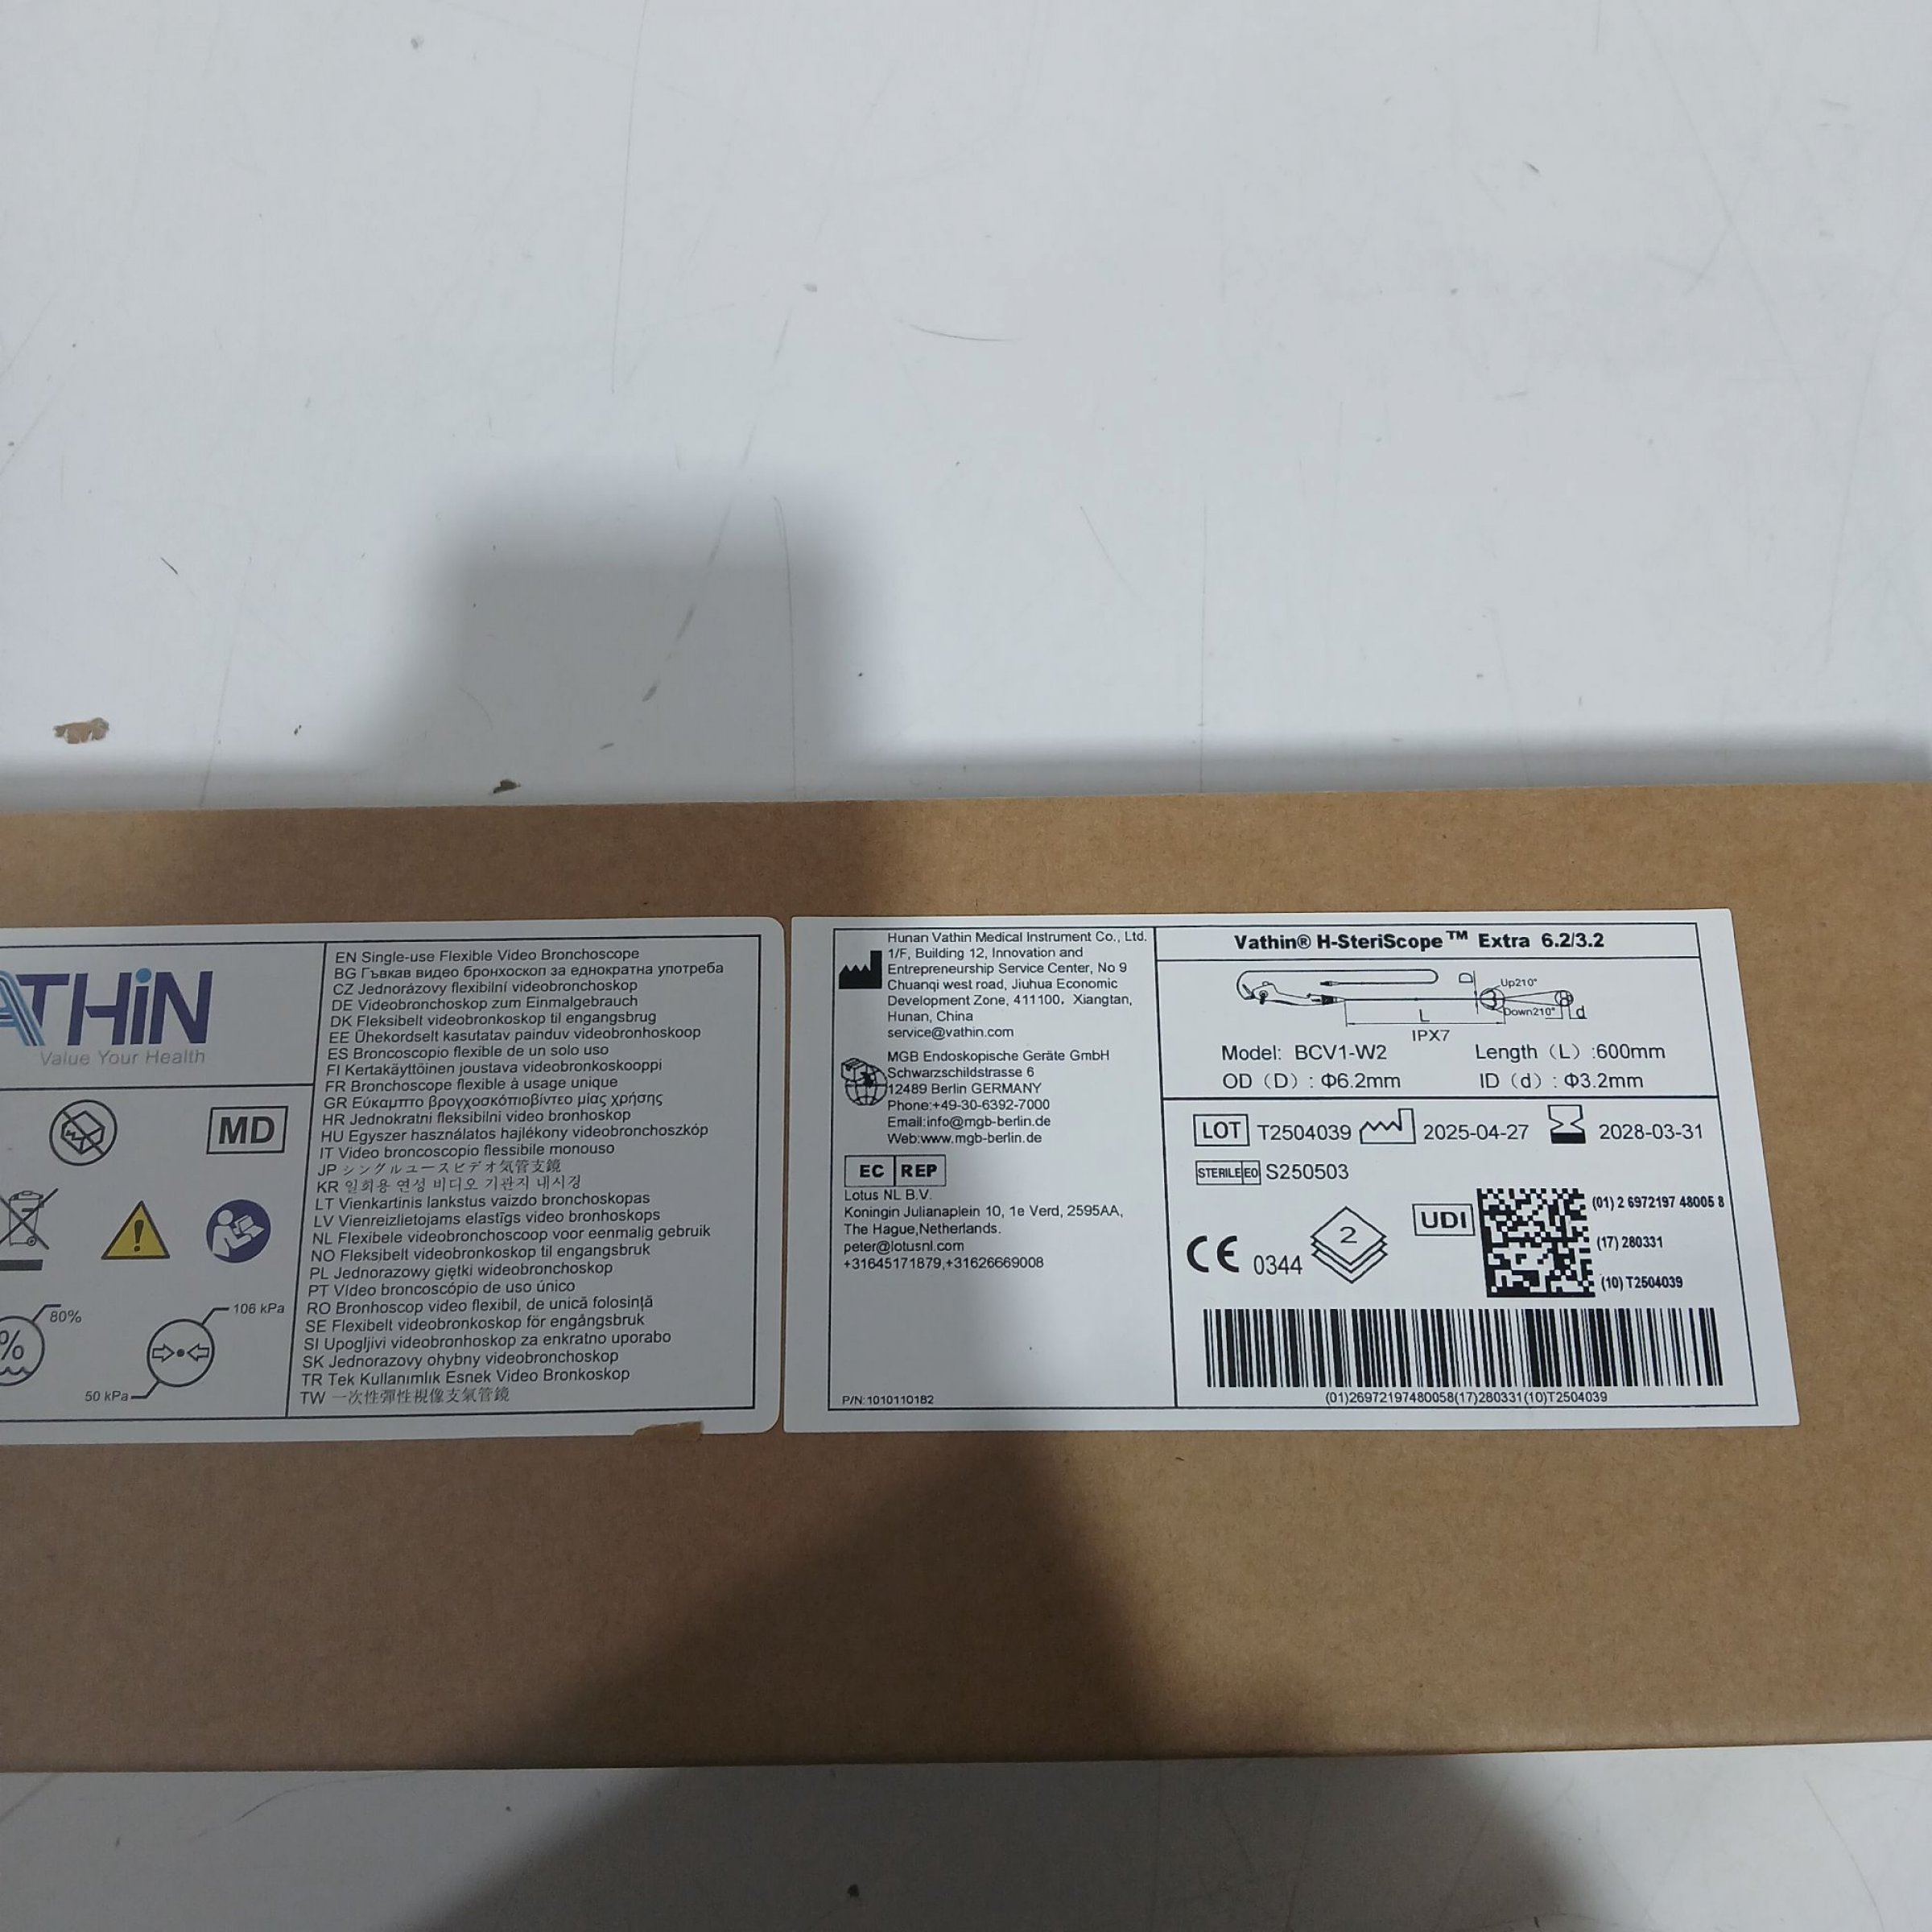 VATHiN
Value Your Health
MD
80%
%
106 kPa
50 kPa
EN Single-use Flexible Video Bronchoscope
BG Гъвкав видео бронхоскоп за еднократна употреба
CZ Jednorázový flexibilní videobronchoskop
DE Videobronchoskop zum Einmalgebrauch
DK Fleksibelt videobronkoskop til engangsbrug
EE Ühekordselt kasutatav painduv videobronhoskoop
ES Broncoscopio flexible de un solo uso
FI Kertakäyttöinen joustava videobronkoskooppi
FR Bronchoscope flexible à usage unique
GR Εύκαμπτο βρογχοσκόπιοβίντεο μίας χρήσης
HR Jednokratni fleksibilni video bronhoskop
HU Egyszer használatos hajlékony videobronchoszkóp
IT Video broncoscopio flessibile monouso
JP シングルユースビデオ気管支鏡
KR 일회용 연성 비디오 기관지 내시경
LT Vienkartinis lankstus vaizdo bronchoskopas
LV Vienreizlietojams elastīgs video bronhoskops
NL Flexibele videobronchoscoop voor eenmalig gebruik
NO Fleksibelt videobronkoskop til engangsbruk
PL Jednorazowy giętki wideobronchoskop
PT Vídeo broncoscópio de uso único
RO Bronhoscop video flexibil, de unică folosință
SE Flexibelt videobronkoskop för engångsbruk
SI Upogljivi videobronhoskop za enkratno uporabo
SK Jednorazovy ohybny videobronchoskop
TR Tek Kullanımlık Esnek Video Bronkoskop
TW 一次性彈性視像支氣管鏡
Hunan Vathin Medical Instrument Co., Ltd.
1/F, Building 12, Innovation and
Entrepreneurship Service Center, No 9
Chuanqi west road, Jiuhua Economic
Development Zone, 411100, Xiangtan,
Hunan, China
service@vathin.com
MGB Endoskopische Geräte GmbH
Schwarzschildstrasse 6
12489 Berlin GERMANY
Phone:+49-30-6392-7000
Email:info@mgb-berlin.de
Web:www.mgb-berlin.de
EC REP
Lotus NL B.V.
Koningin Julianaplein 10, 1e Verd, 2595AA,
The Hague,Netherlands.
peter@lotusnl.com
+31645171879,+31626669008
P/N:1010110182
Vathin® H-SteriScope™ Extra 6.2/3.2
D
Up210°
Down210°
d
L
IPX7
Model: BCV1-W2 Length（L）:600mm
OD（D）: Φ6.2mm ID（d）: Φ3.2mm
LOT T2504039 2025-04-27 2028-03-31
STERILE EO S250503
CE 0344 2 UDI
(01) 2 6972197 48005 8
(17) 280331
(10) T2504039
(01)26972197480058(17)280331(10)T2504039